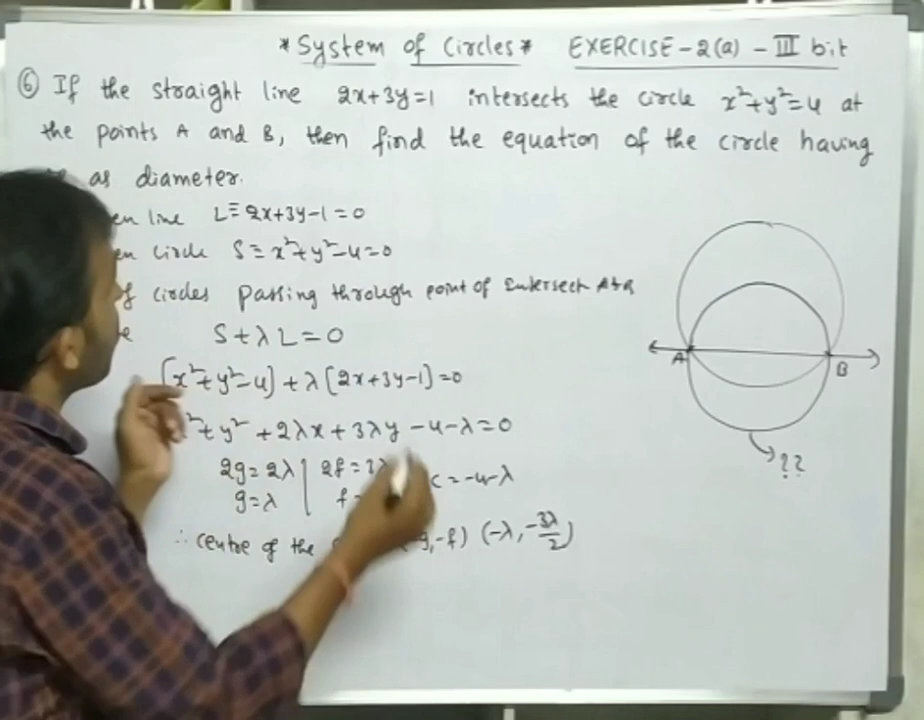 *System of Circles* EXERCISE-2(a) - III bit
⑥ If the straight line 2x+3y=1 intersects the circle x²+y²=4 at
the points A and B, then find the equation of the circle having
as diameter.
en line L≡2x+3y-1=0
en circle S≡x²+y²-4=0
of circles passing through point of Intersect A&B
S+λL=0
[x²+y²-4]+λ[2x+3y-1]=0
²+y²+2λx+3λy-4-λ=0
2g=2λ | 2f=3λ c=-4-λ
g=λ | f=
∴ centre of the (-g,-f) (-λ,-3λ/2)
A
B
??